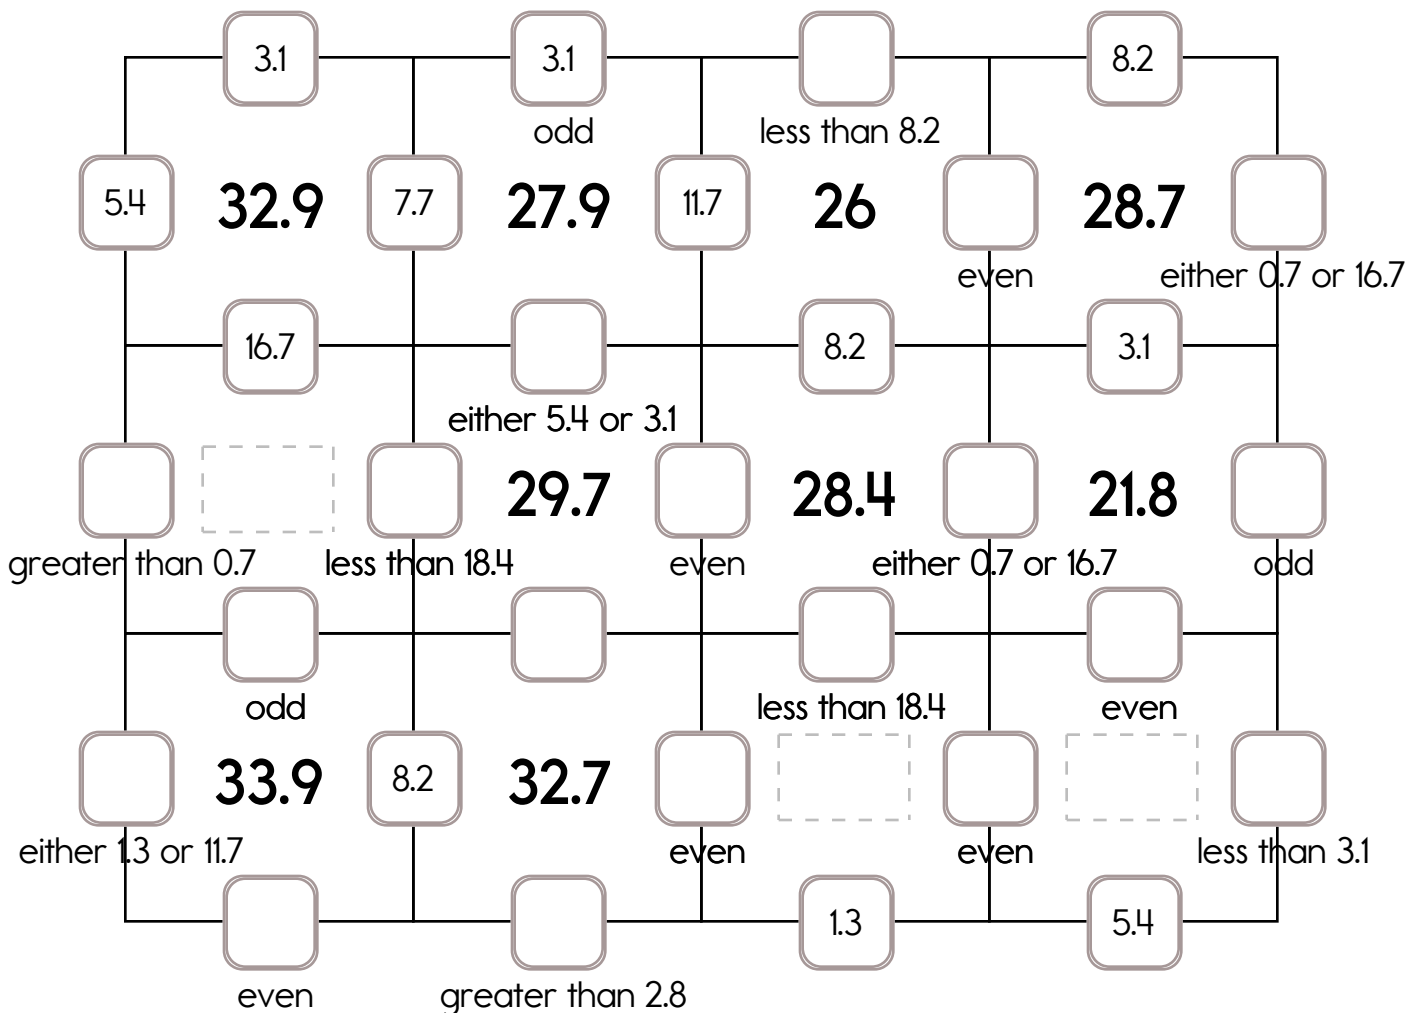 3.1 3.1 8.2
odd less than 8.2
5.4 32.9 7.7 27.9 11.7 26 28.7
even either 0.7 or 16.7
16.7 8.2 3.1
either 5.4 or 3.1
29.7 28.4 21.8
greater than 0.7 less than 18.4 even either 0.7 or 16.7 odd
odd less than 18.4 even
33.9 8.2 32.7
either 1.3 or 11.7 even even less than 3.1
1.3 5.4
even greater than 2.8